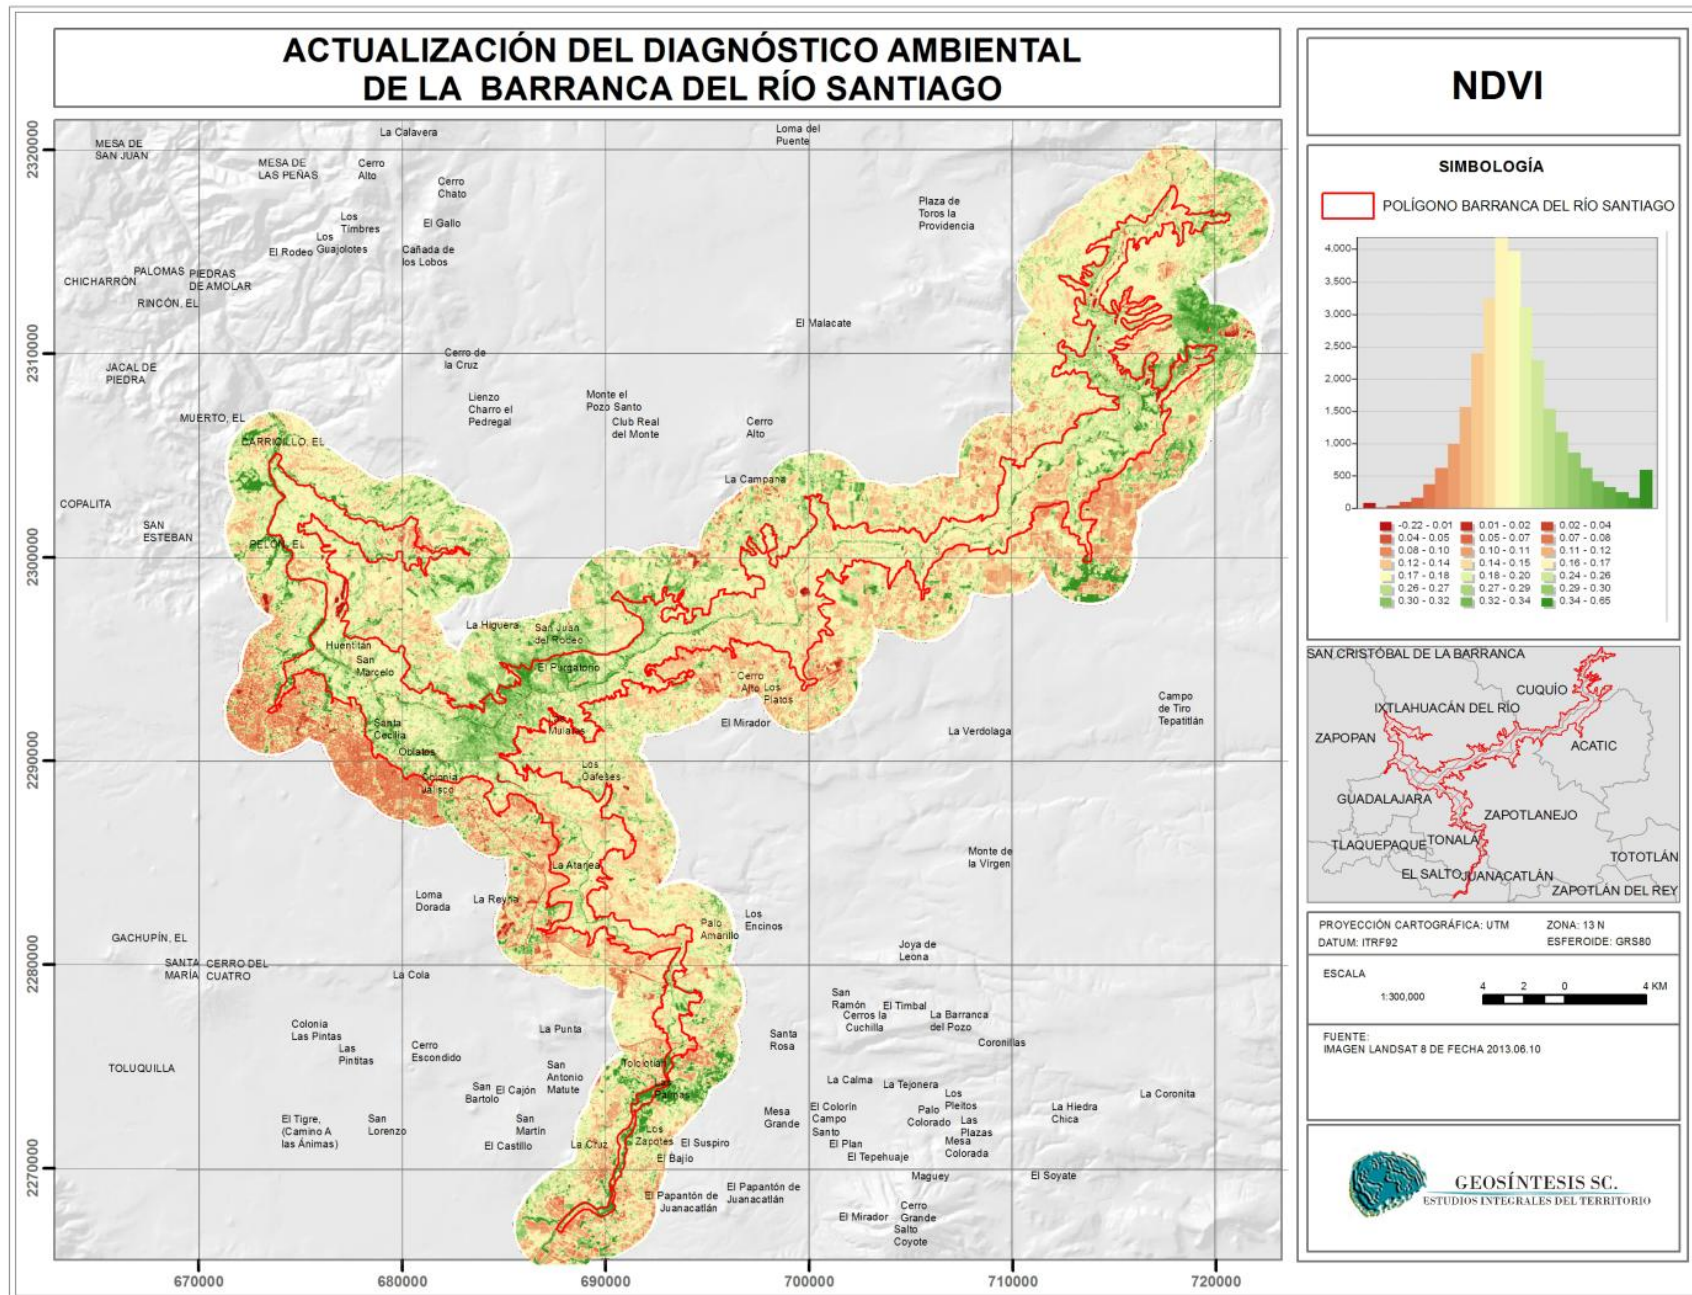 ACTUALIZACIÓN DEL DIAGNÓSTICO AMBIENTAL
DE LA BARRANCA DEL RÍO SANTIAGO
NDVI
SIMBOLOGÍA
POLÍGONO BARRANCA DEL RÍO SANTIAGO
4,000
3,500
3,000
2,500
2,000
1,500
1,000
500
0
-0.22 - 0.01
0.01 - 0.02
0.02 - 0.04
0.04 - 0.05
0.05 - 0.07
0.07 - 0.08
0.08 - 0.10
0.10 - 0.11
0.11 - 0.12
0.12 - 0.14
0.14 - 0.15
0.16 - 0.17
0.17 - 0.18
0.18 - 0.20
0.24 - 0.26
0.26 - 0.27
0.27 - 0.29
0.29 - 0.30
0.30 - 0.32
0.32 - 0.34
0.34 - 0.65
SAN CRISTÓBAL DE LA BARRANCA
CUQUÍO
IXTLAHUACÁN DEL RÍO
ZAPOPAN
ACATIC
GUADALAJARA
ZAPOTLANEJO
TLAQUEPAQUE
TONALÁ
TOTOTLÁN
EL SALTO
JUANACATLÁN
ZAPOTLÁN DEL REY
PROYECCIÓN CARTOGRÁFICA: UTM
ZONA: 13 N
DATUM: ITRF92
ESFEROIDE: GRS80
ESCALA
1:300,000
4 2 0 4 KM
FUENTE:
IMAGEN LANDSAT 8 DE FECHA 2013.06.10
GEOSÍNTESIS SC.
ESTUDIOS INTEGRALES DEL TERRITORIO
2320000
2310000
2300000
2290000
2280000
2270000
670000
680000
690000
700000
710000
720000
MESA DE
SAN JUAN
La Calavera
Loma del
Puente
MESA DE
LAS PEÑAS
Cerro
Alto
Cerro
Chato
Los
Timbres
El Gallo
Plaza de
Toros la
Providencia
Los
Guajolotes
El Rodeo
Cañada de
los Lobos
CHICHARRÓN
PALOMAS
PIEDRAS
DE AMOLAR
RINCÓN, EL
El Malacate
JACAL DE
PIEDRA
Cerro de
la Cruz
Lienzo
Charro el
Pedregal
Monte el
Pozo Santo
Club Real
del Monte
Cerro
Alto
MUERTO, EL
CARRICILLO, EL
La Campana
COPALITA
SAN
ESTEBAN
PELÓN, EL
La Higuera
San Juan
del Rodeo
Huentitán
San
Marcelo
El Purgatorio
Cerro
Alto
Los
Platos
El Mirador
Campo
de Tiro
Tepatitlán
La Verdolaga
Santa
Cecilia
Mulatas
Oblatos
Colonia
Jalisco
Los
Monte de
la Virgen
La Atarjea
Loma
Dorada
La Reyna
Palo
Amarillo
Los
Encinos
GACHUPÍN, EL
SANTA
MARÍA
CERRO DEL
CUATRO
La Cola
Joya de
Leona
San
Ramón
El Timbal
Cerros la
Cuchilla
La Barranca
del Pozo
Coronillas
Colonia
Las Pintas
Las
Pintitas
Cerro
Escondido
La Punta
Santa
Rosa
TOLUQUILLA
San
Antonio
Matute
Tololotlán
Palmas
San
Bartolo
El Cajón
La Calma
La Tejonera
Los
Pleitos
La Coronita
El Tigre,
(Camino A
las Ánimas)
San
Lorenzo
San
Martín
El Castillo
La Cruz
Los
Zapotes
El Suspiro
El Bajío
Mesa
Grande
El Colorín
Campo
Santo
El Plan
El Tepehuaje
Palo
Colorado
Las
Plazas
Mesa
Colorada
La Hiedra
Chica
Maguey
El Soyate
El Papantón de
Juanacatlán
El Papantón de
Juanacatlán
El Mirador
Cerro
Grande
Salto
Coyote